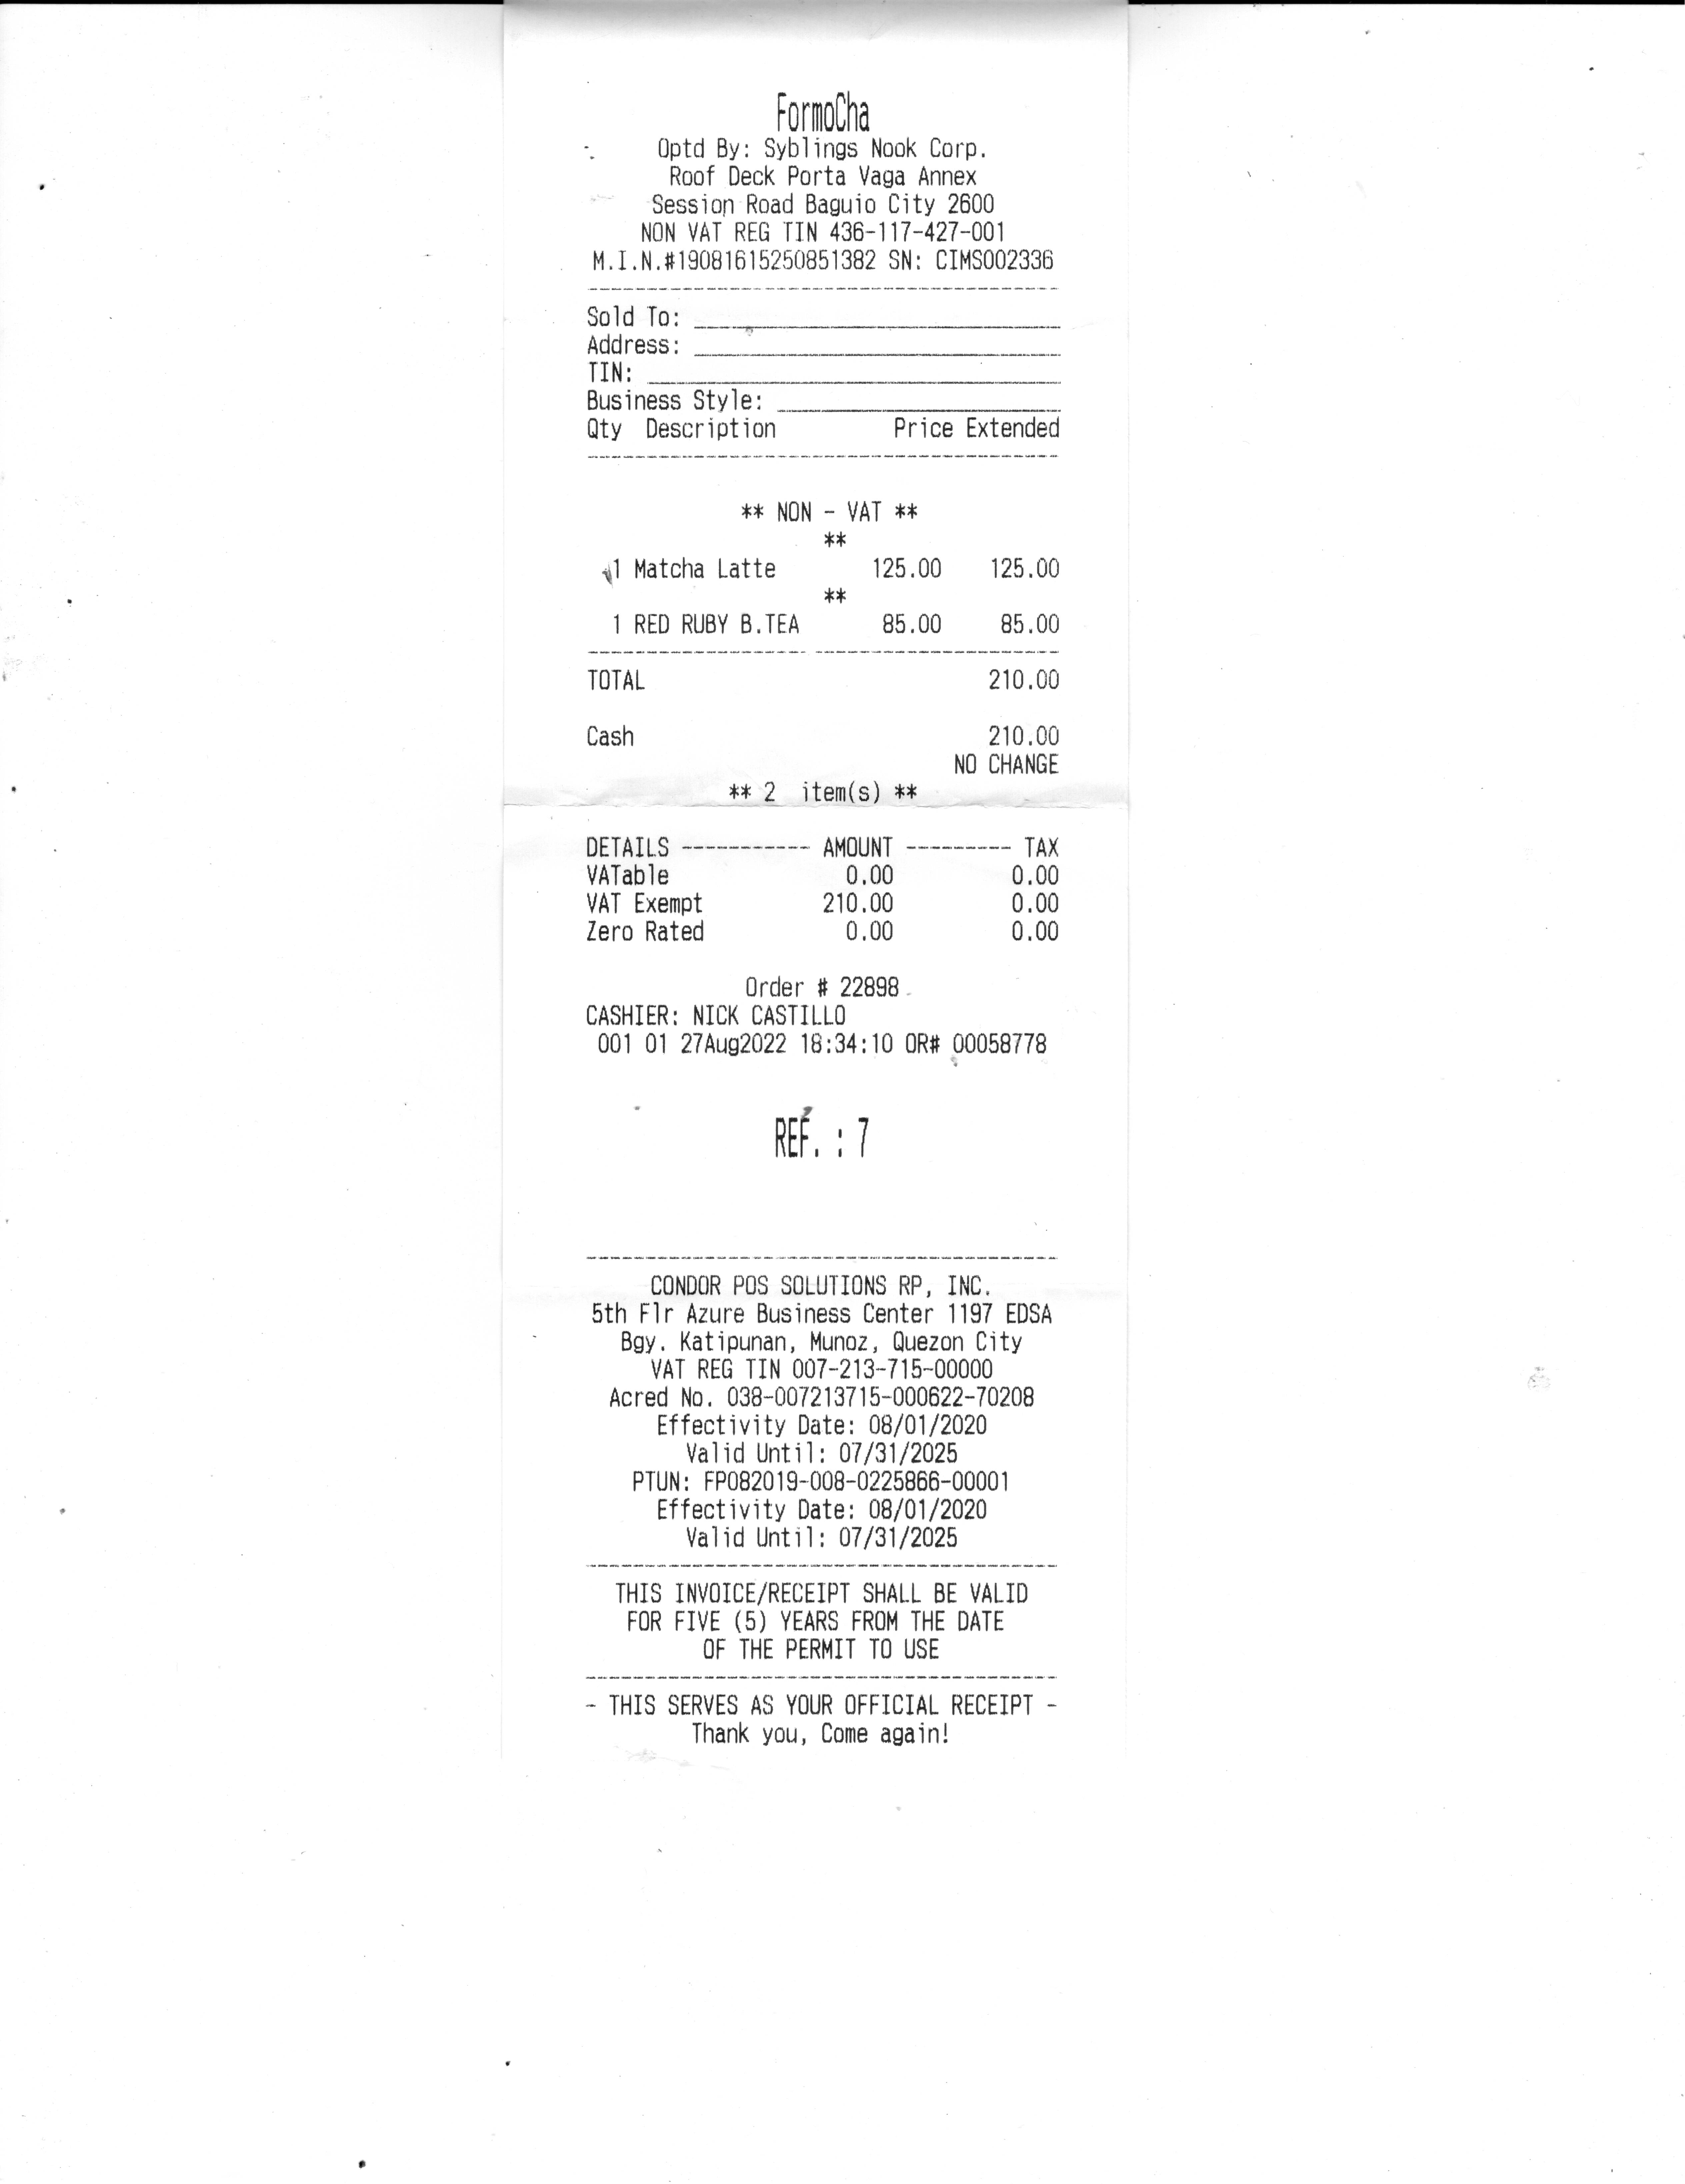 FormoCha
Optd By: Syblings Nook Corp.
Roof Deck Porta Vaga Annex
Session Road Baguio City 2600
NON VAT REG TIN 436-117-427-001
M.I.N.#19081615250851382 SN: CIMS002336
Sold To:
Address:
TIN:
Business Style:
Qty Description Price Extended
** NON - VAT **
**
1 Matcha Latte 125.00 125.00
**
1 RED RUBY B.TEA 85.00 85.00
TOTAL 210.00
Cash 210.00
NO CHANGE
** 2 item(s) **
DETAILS ----------- AMOUNT --------- TAX
VATable 0.00 0.00
VAT Exempt 210.00 0.00
Zero Rated 0.00 0.00
Order # 22898
CASHIER: NICK CASTILLO
001 01 27Aug2022 18:34:10 OR# 00058778
REF. : 7
CONDOR POS SOLUTIONS RP, INC.
5th Flr Azure Business Center 1197 EDSA
Bgy. Katipunan, Munoz, Quezon City
VAT REG TIN 007-213-715-00000
Acred No. 038-007213715-000622-70208
Effectivity Date: 08/01/2020
Valid Until: 07/31/2025
PTUN: FP082019-008-0225866-00001
Effectivity Date: 08/01/2020
Valid Until: 07/31/2025
THIS INVOICE/RECEIPT SHALL BE VALID
FOR FIVE (5) YEARS FROM THE DATE
OF THE PERMIT TO USE
- THIS SERVES AS YOUR OFFICIAL RECEIPT -
Thank you, Come again!